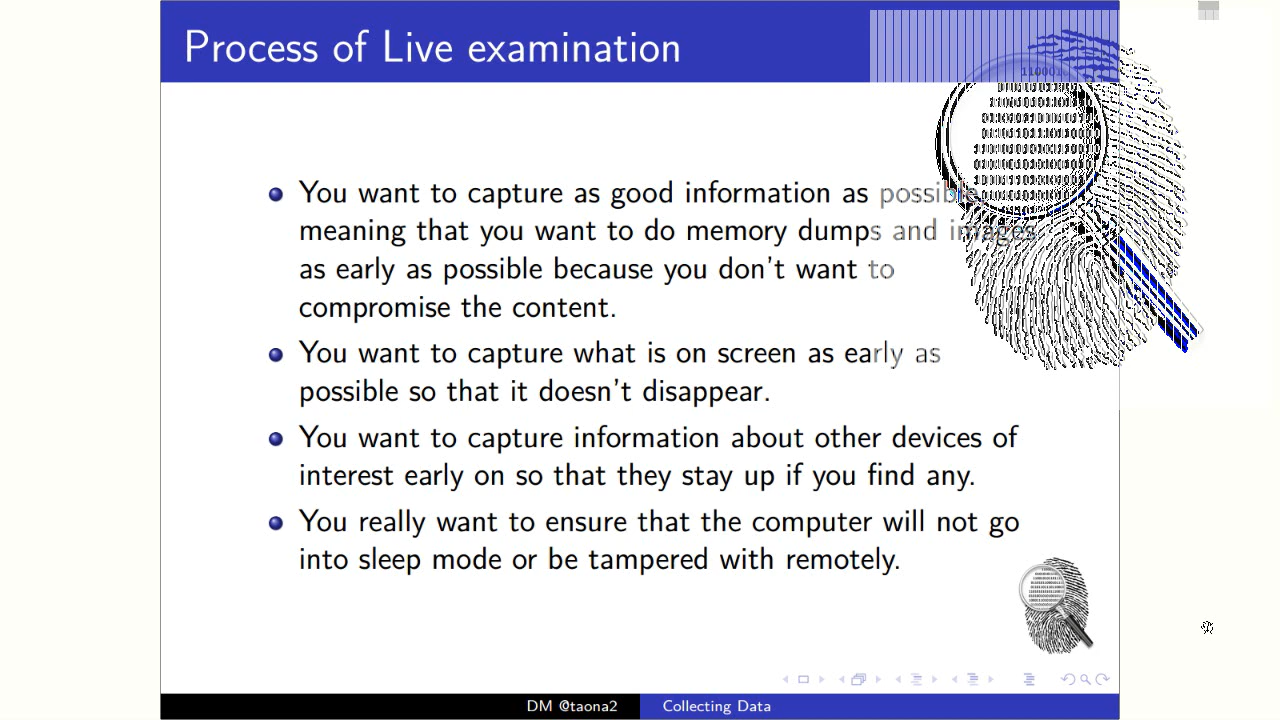 Process of Live examination
You want to capture as good information as possible
meaning that you want to do memory dumps and images
as early as possible because you don't want to
compromise the content.
You want to capture what is on screen as early as
possible so that it doesn't disappear.
You want to capture information about other devices of
interest early on so that they stay up if you find any.
You really want to ensure that the computer will not go
into sleep mode or be tampered with remotely.
DM @taona2
Collecting Data